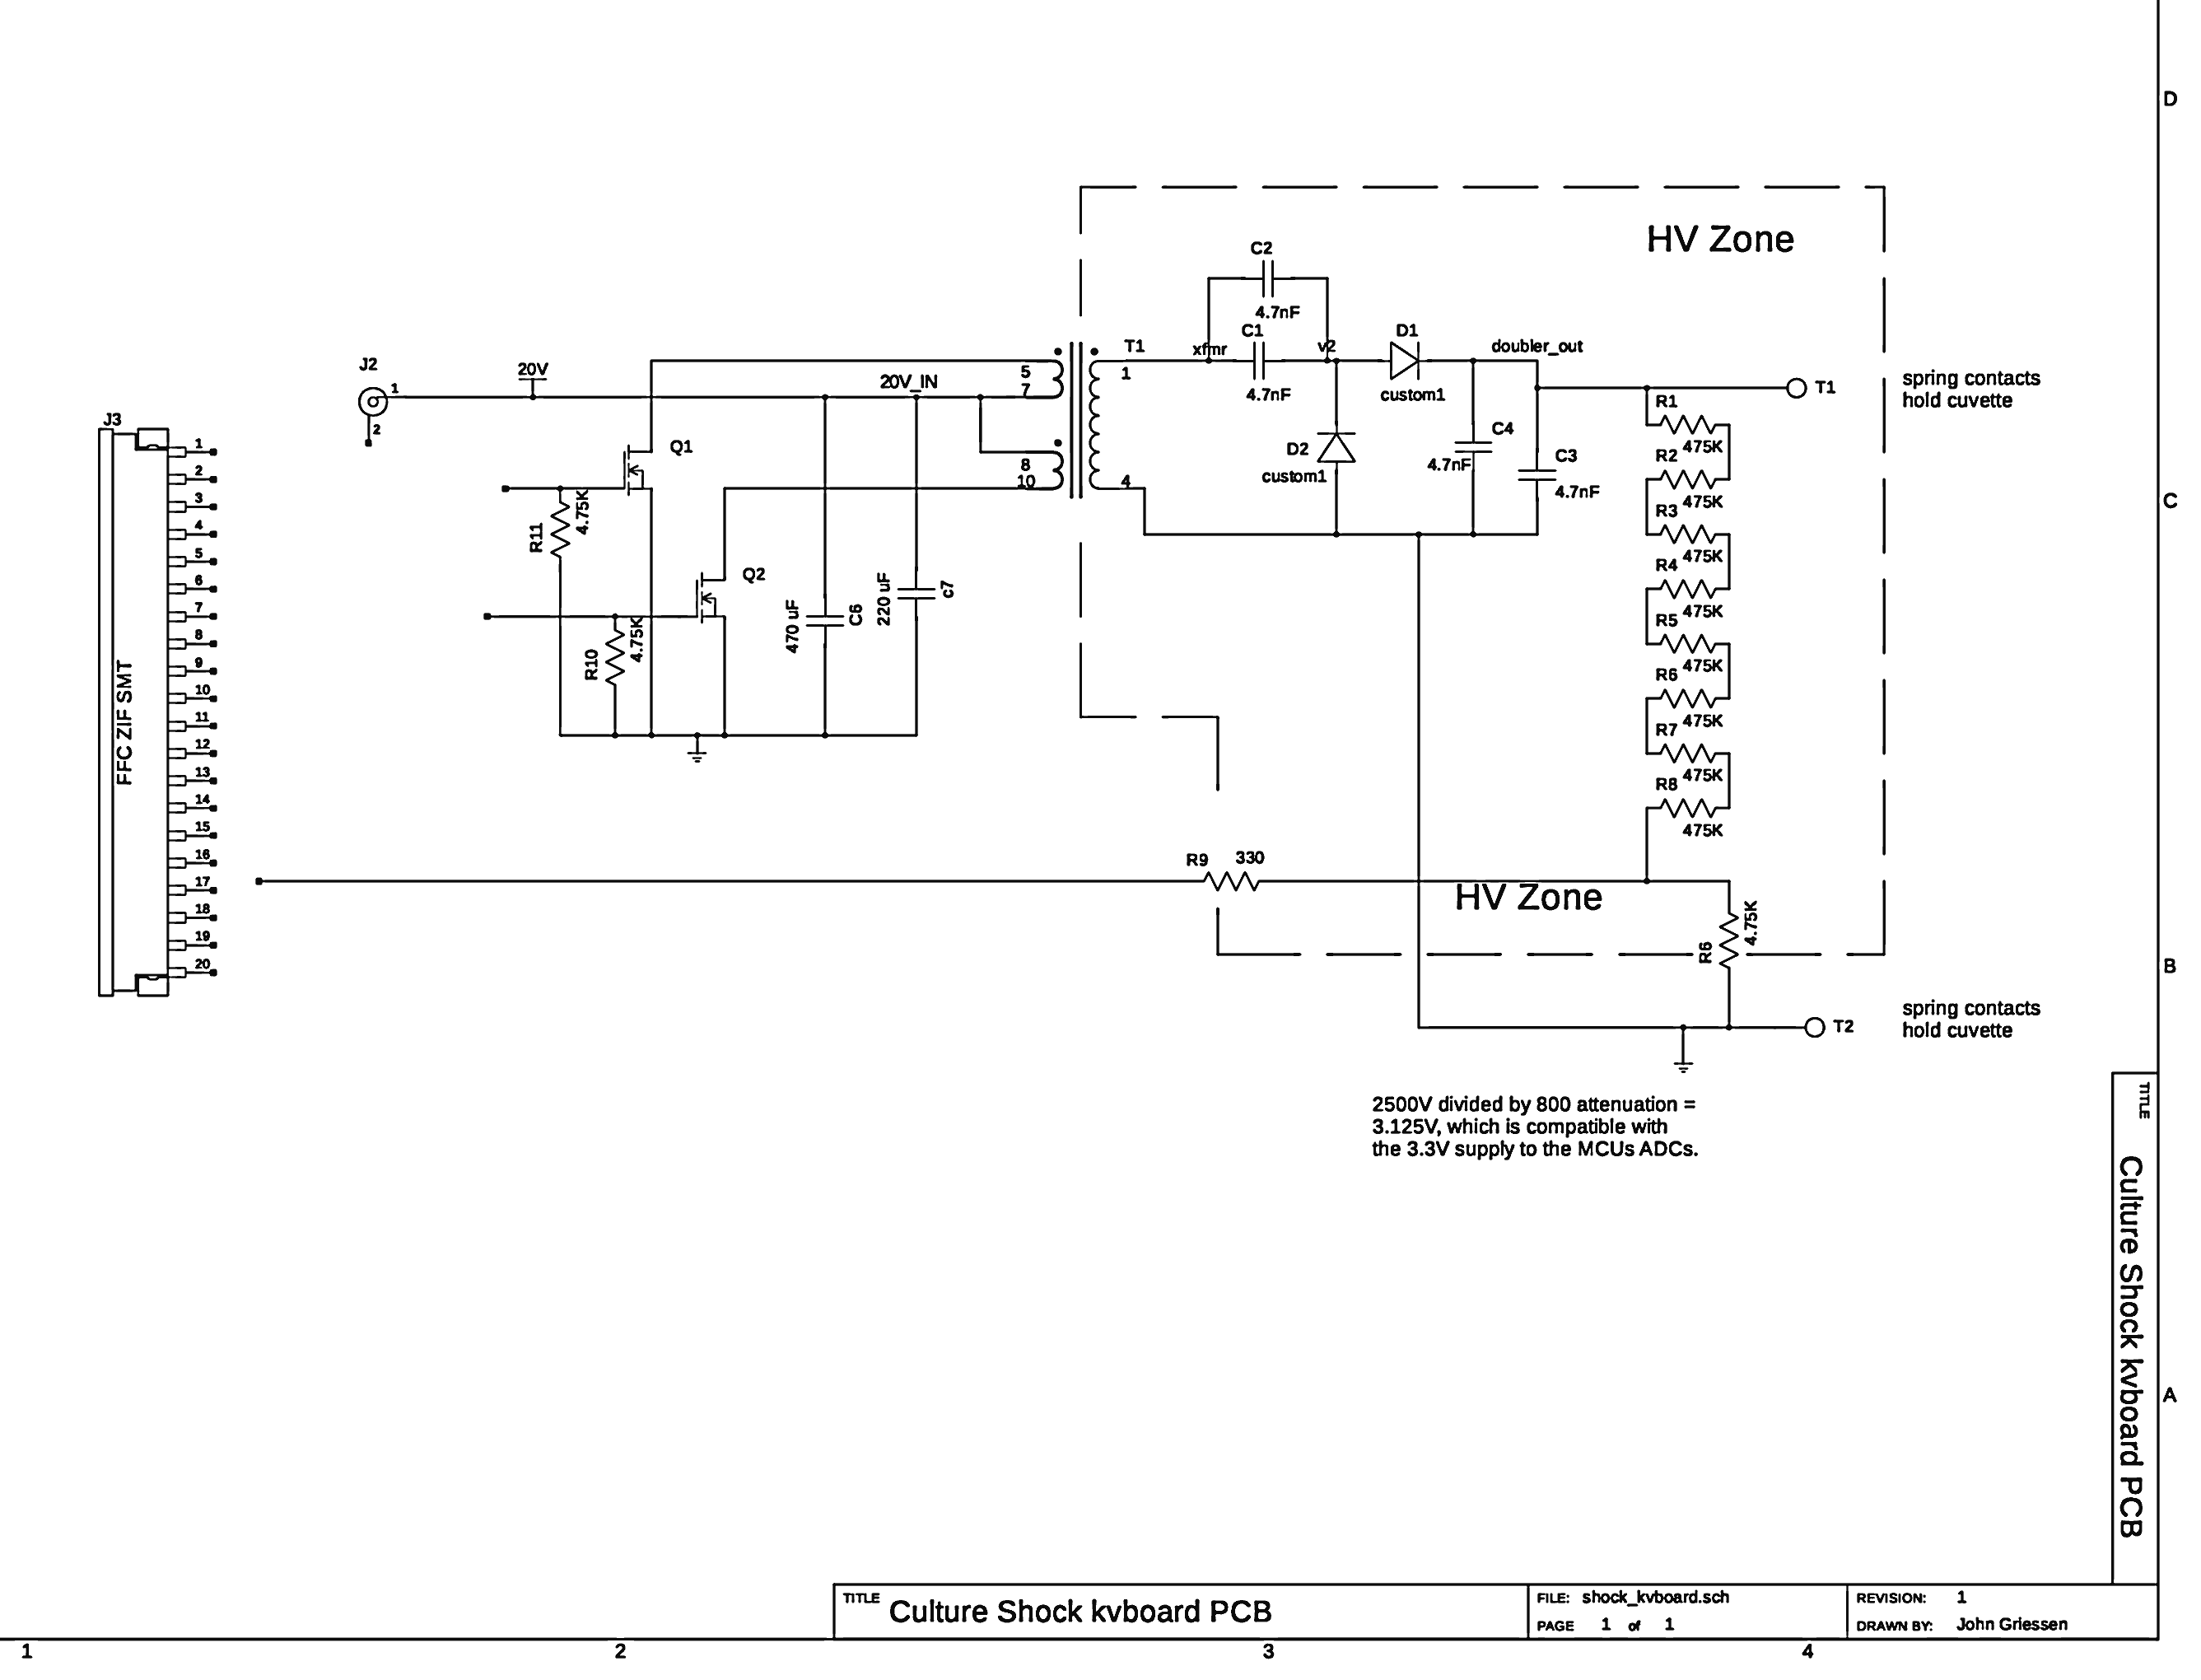 D
HV Zone
C2
4.7nF
C1
4.7nF
xfmr
v2
D1
custom1
doubler_out
T1
spring contacts
hold cuvette
J2
1
2
20V
20V_IN
5
7
8
10
T1
1
4
D2
custom1
C4
4.7nF
C3
4.7nF
C
R1
475K
R2
475K
R3
475K
R4
475K
R5
475K
R6
475K
R7
475K
R8
475K
Q1
R11
4.75K
Q2
R10
4.75K
470 uF
C6
220 uF
c7
J3
FFC ZIF SMT
1
2
3
4
5
6
7
8
9
10
11
12
13
14
15
16
17
18
19
20
R9
330
HV Zone
R6
4.75K
B
T2
spring contacts
hold cuvette
2500V divided by 800 attenuation =
3.125V, which is compatible with
the 3.3V supply to the MCUs ADCs.
TITLE
Culture Shock kvboard PCB
A
TITLE
Culture Shock kvboard PCB
FILE: shock_kvboard.sch
PAGE 1 of 1
REVISION: 1
DRAWN BY: John Griessen
1
2
3
4